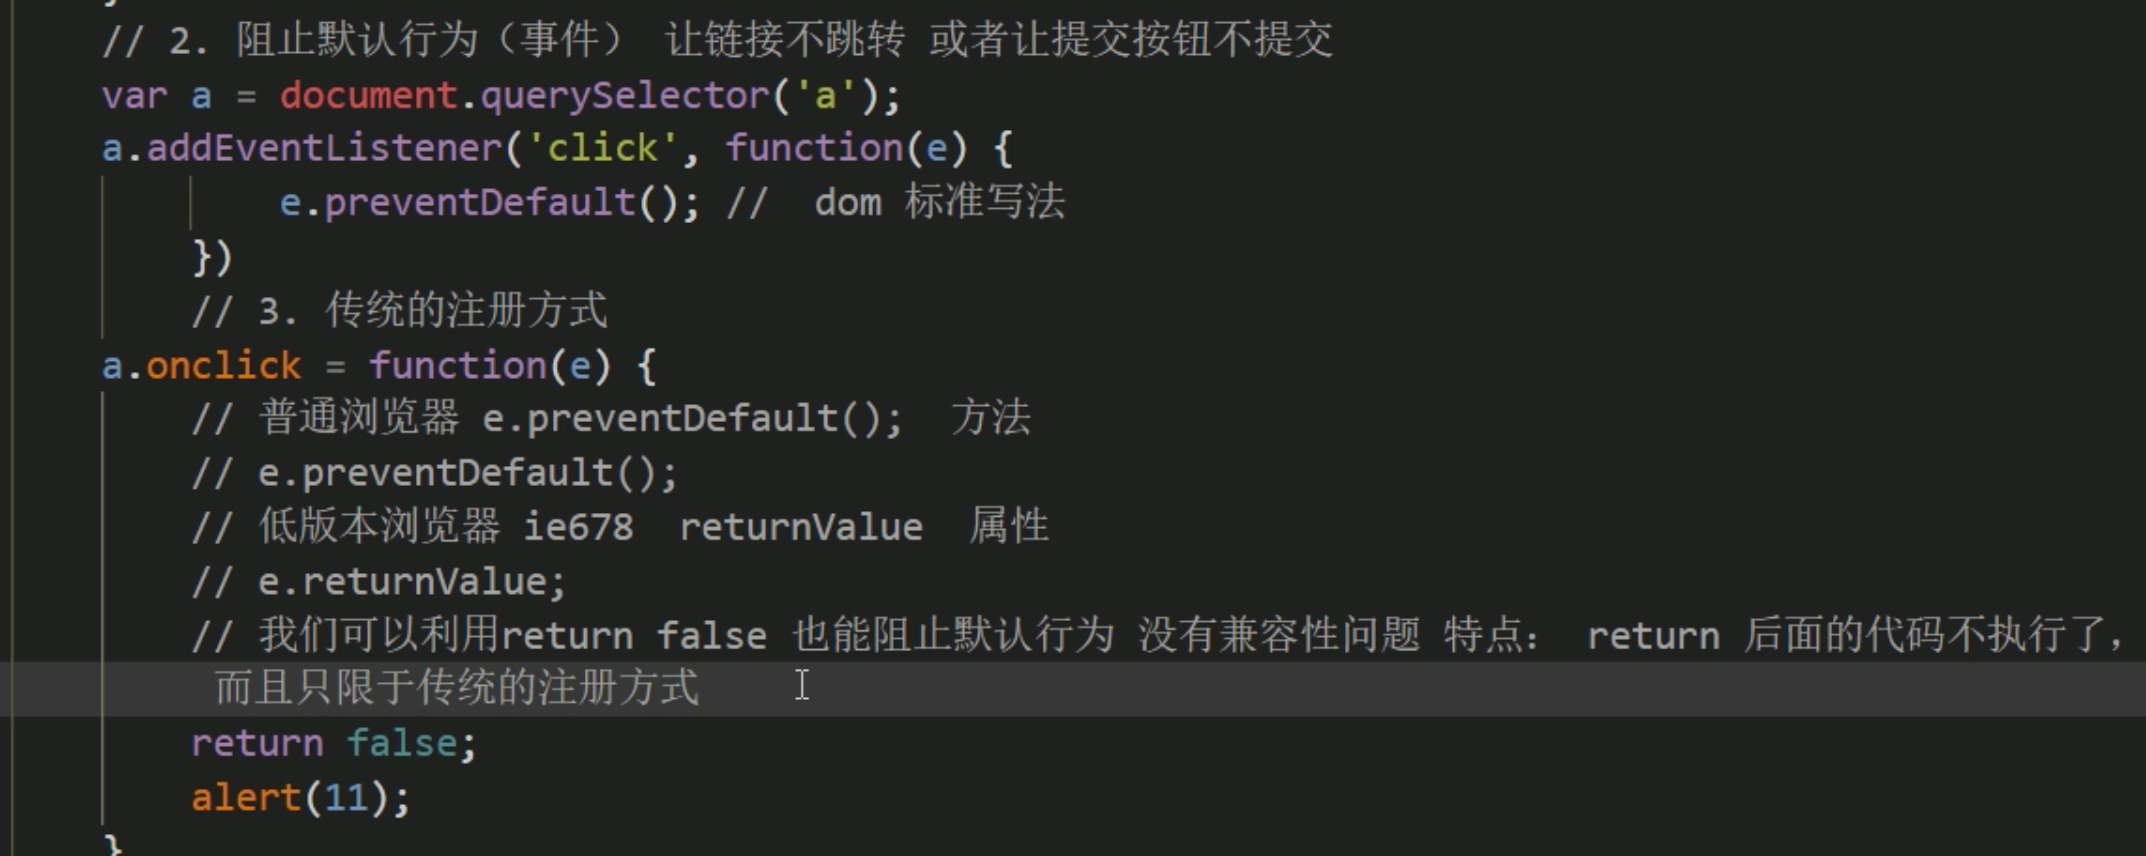 // 2. 阻止默认行为（事件） 让链接不跳转 或者让提交按钮不提交
var a = document.querySelector('a');
a.addEventListener('click', function(e) {
e.preventDefault(); //  dom 标准写法
})
// 3. 传统的注册方式
a.onclick = function(e) {
// 普通浏览器 e.preventDefault();  方法
// e.preventDefault();
// 低版本浏览器 ie678  returnValue  属性
// e.returnValue;
// 我们可以利用return false 也能阻止默认行为 没有兼容性问题 特点： return 后面的代码不执行了，
而且只限于传统的注册方式
return false;
alert(11);
}